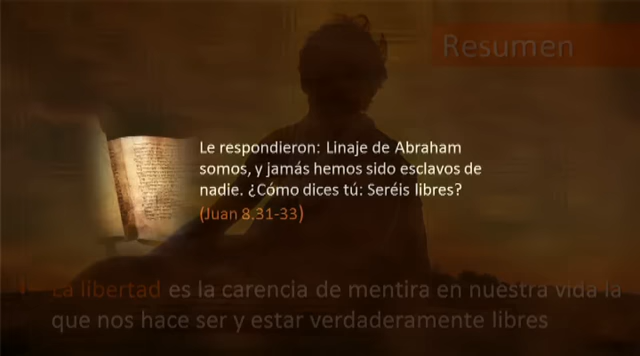 Resumen
Le respondieron: Linaje de Abraham
somos, y jamás hemos sido esclavos de
nadie. ¿Cómo dices tú: Seréis libres?
(Juan 8.31-33)
La libertad es la carencia de mentira en nuestra vida la
que nos hace ser y estar verdaderamente libres